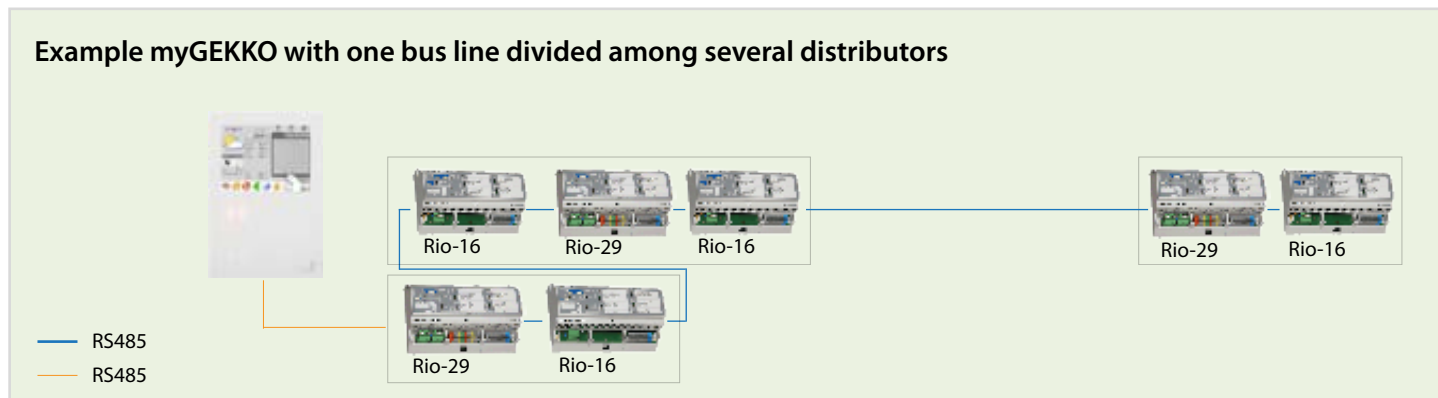 Example myGEKKO with one bus line divided among several distributors
Rio-16
Rio-29
Rio-16
Rio-29
Rio-16
Rio-29
Rio-16
RS485
RS485